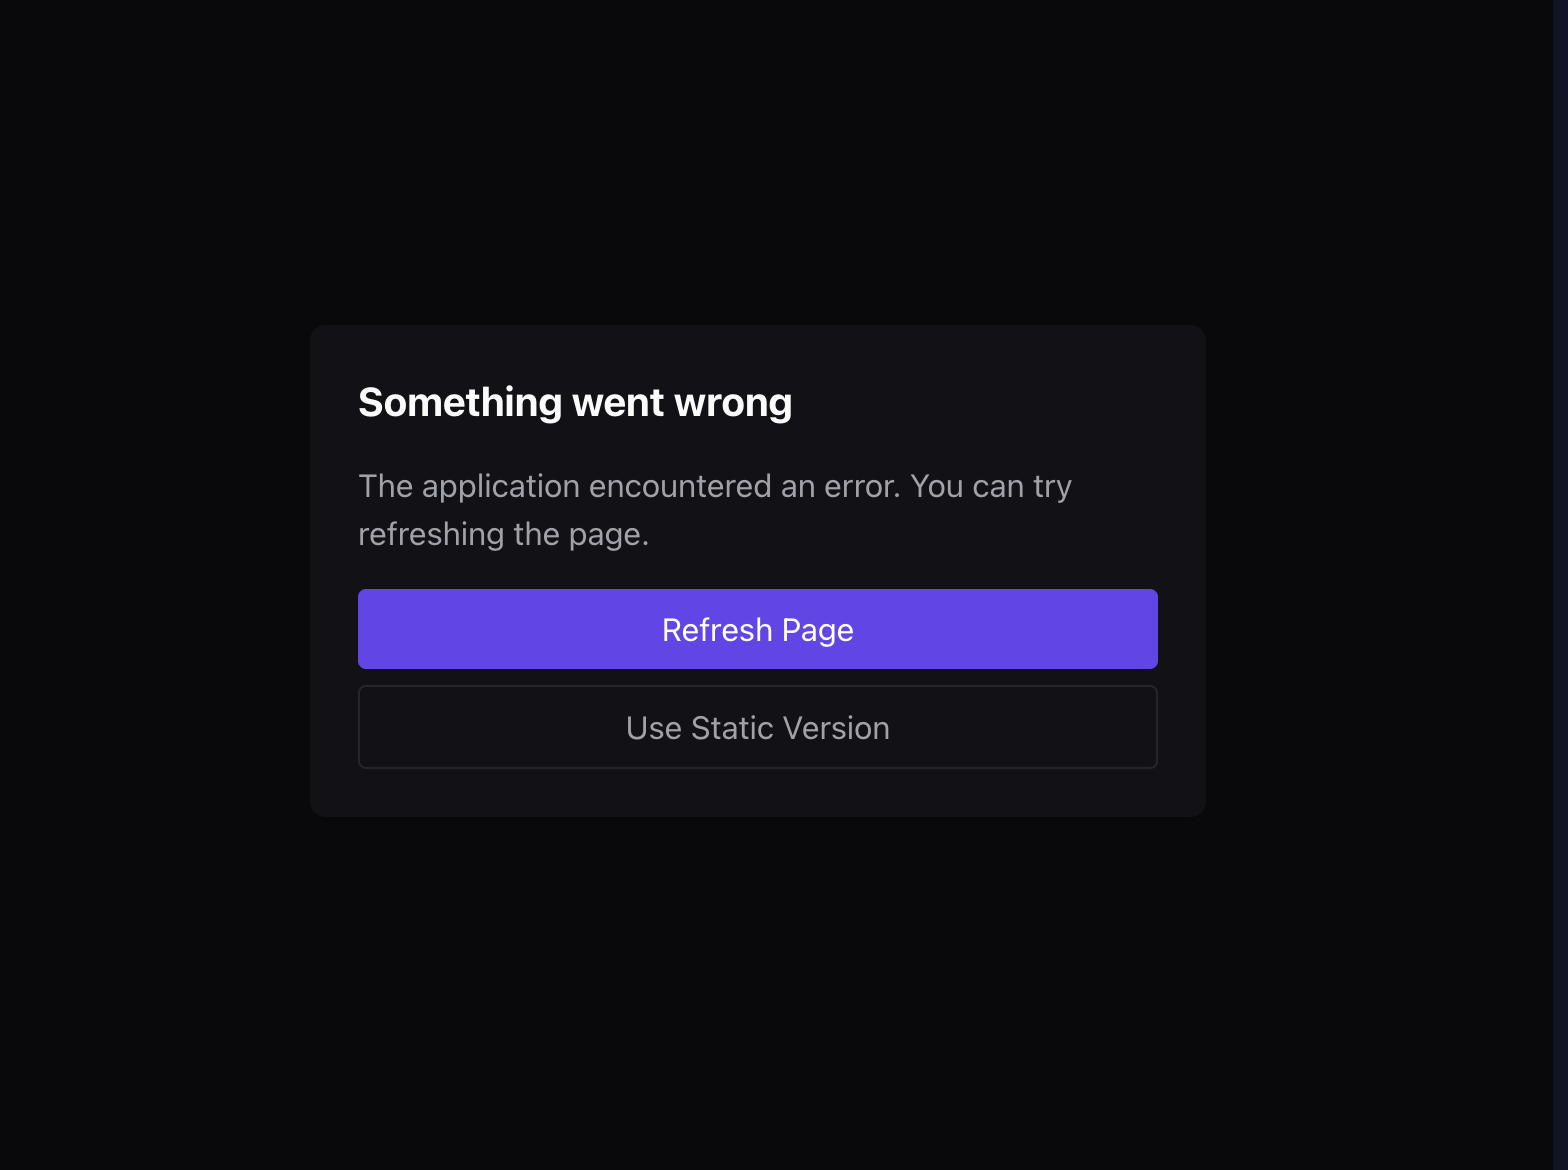 Something went wrong
The application encountered an error. You can try
refreshing the page.
Refresh Page
Use Static Version